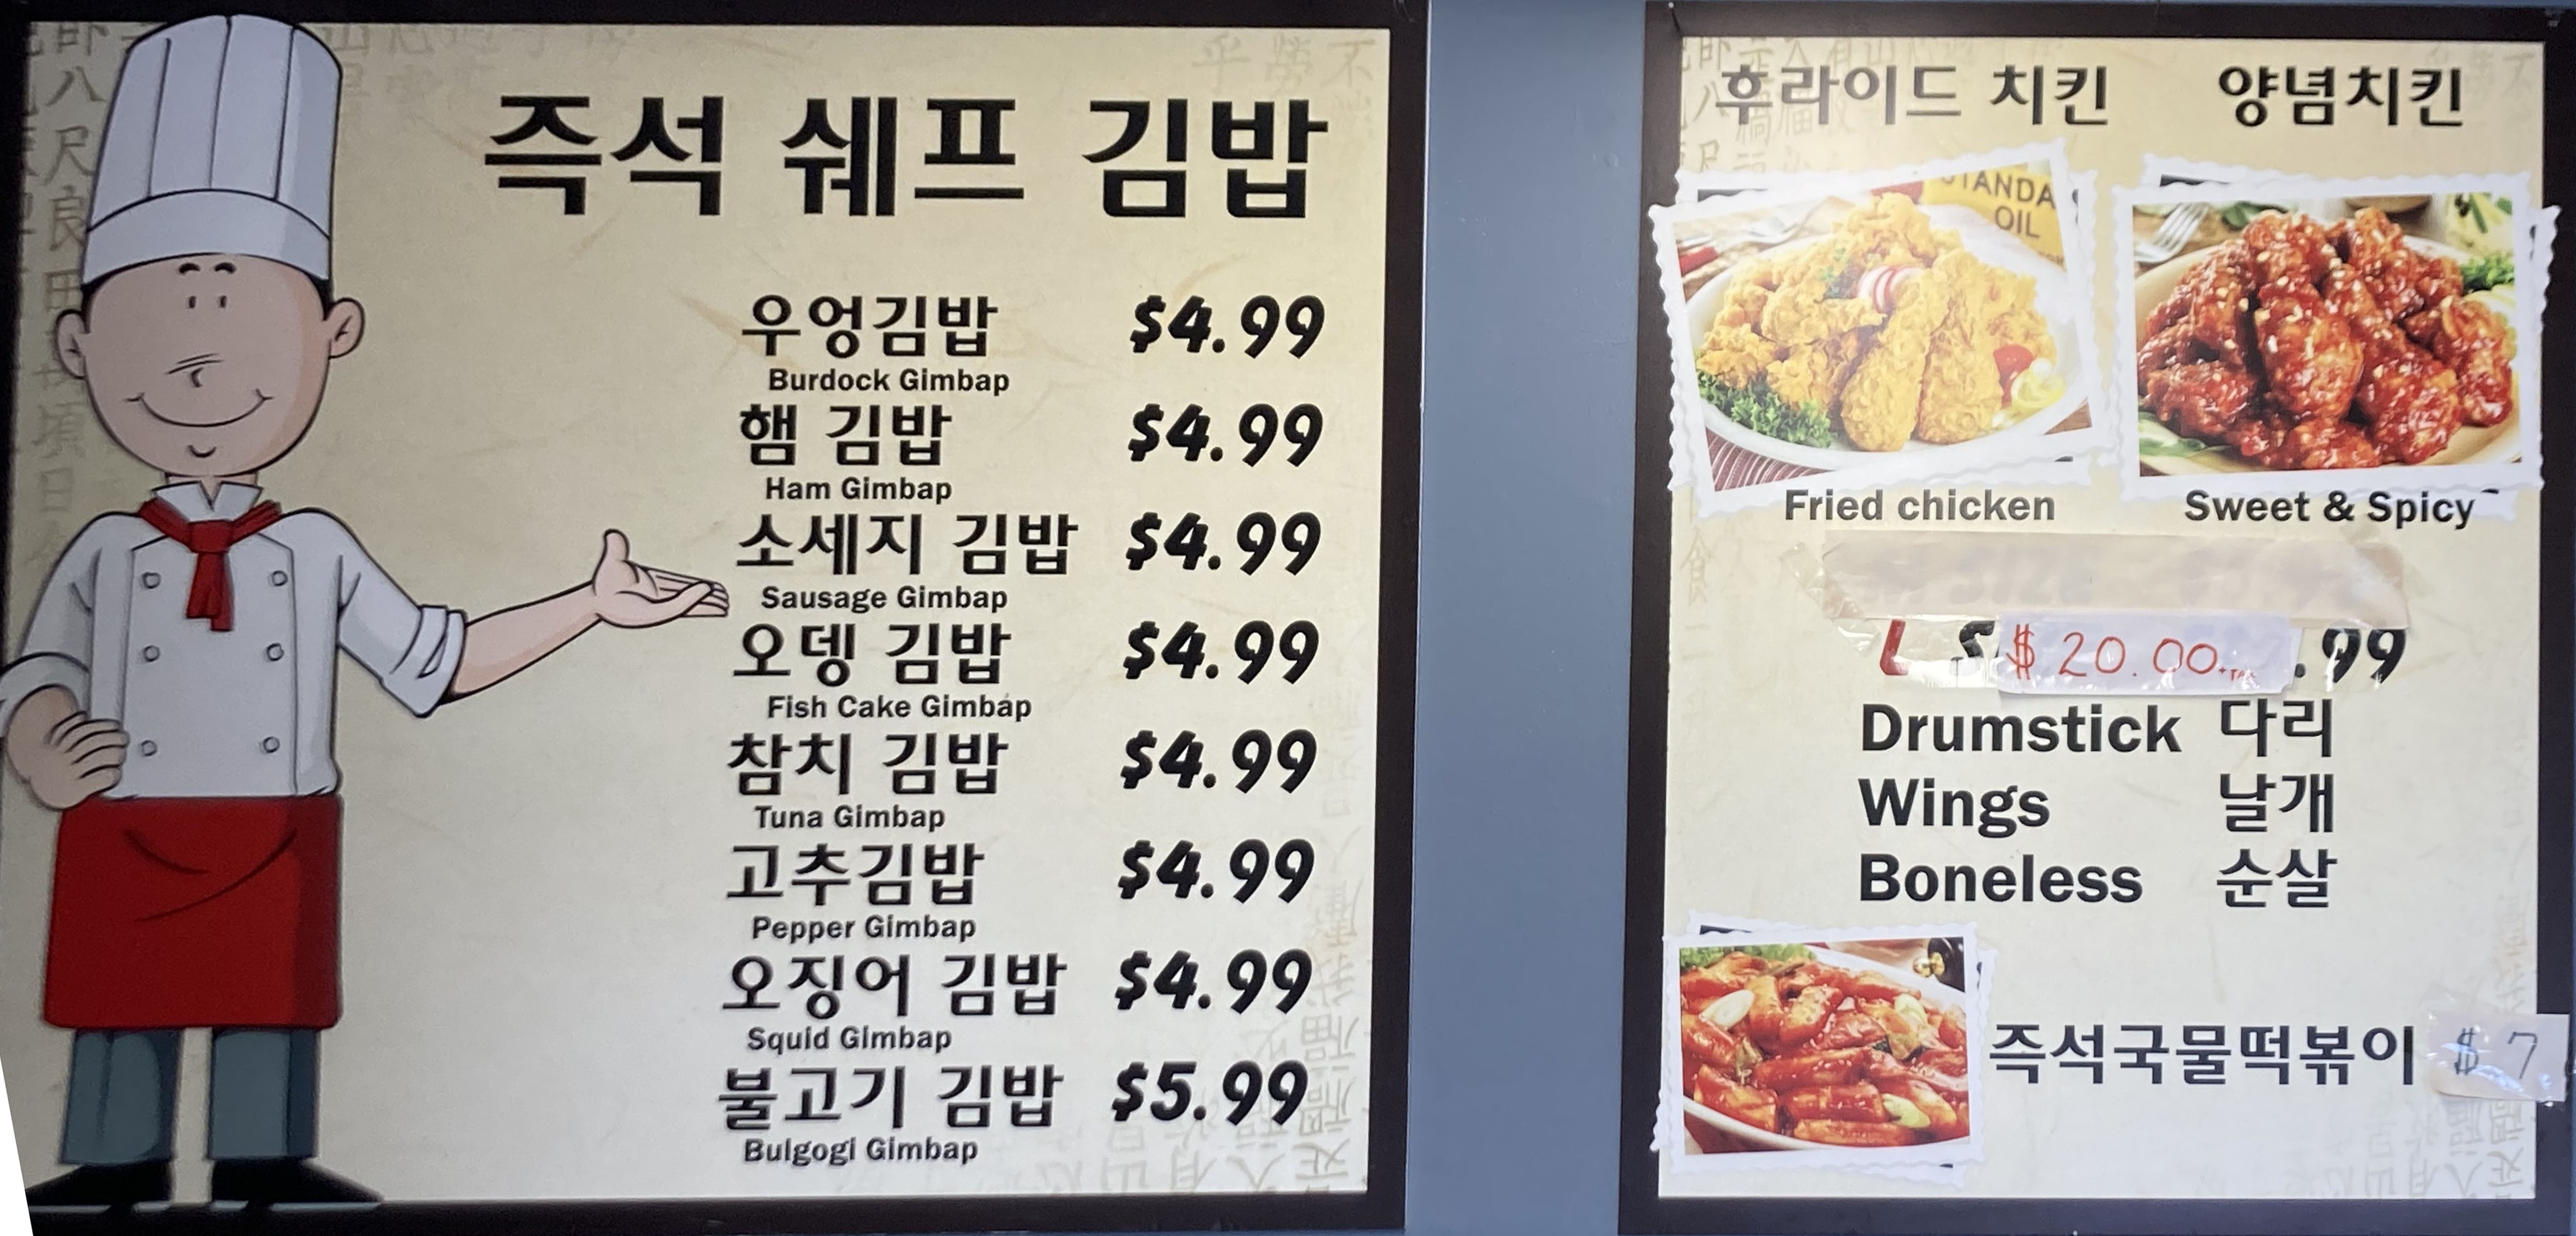 즉석 쉐프 김밥
우엉김밥 $4.99
Burdock Gimbap
햄 김밥 $4.99
Ham Gimbap
소세지 김밥 $4.99
Sausage Gimbap
오뎅 김밥 $4.99
Fish Cake Gimbap
참치 김밥 $4.99
Tuna Gimbap
고추김밥 $4.99
Pepper Gimbap
오징어 김밥 $4.99
Squid Gimbap
불고기 김밥 $5.99
Bulgogi Gimbap
후라이드 치킨 양념치킨
OIL
Fried chicken Sweet & Spicy
L $20.00 .99
Drumstick 다리
Wings 날개
Boneless 순살
즉석국물떡볶이 $7